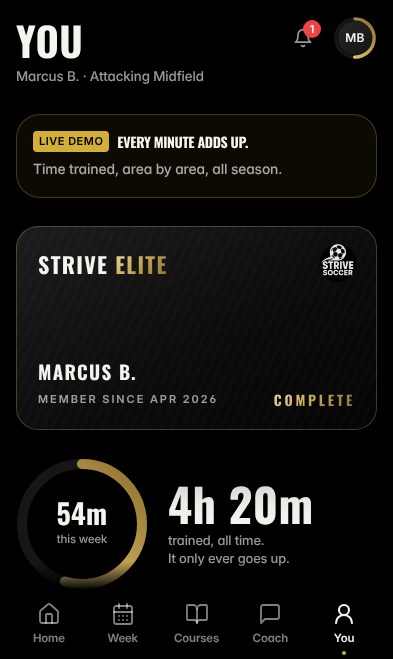 YOU
1
MB
Marcus B. · Attacking Midfield
LIVE DEMO EVERY MINUTE ADDS UP.
Time trained, area by area, all season.
STRIVE ELITE
STRIVE
SOCCER
MARCUS B.
MEMBER SINCE APR 2026
COMPLETE
54m
this week
4h 20m
trained, all time.
It only ever goes up.
Home
Week
Courses
Coach
You